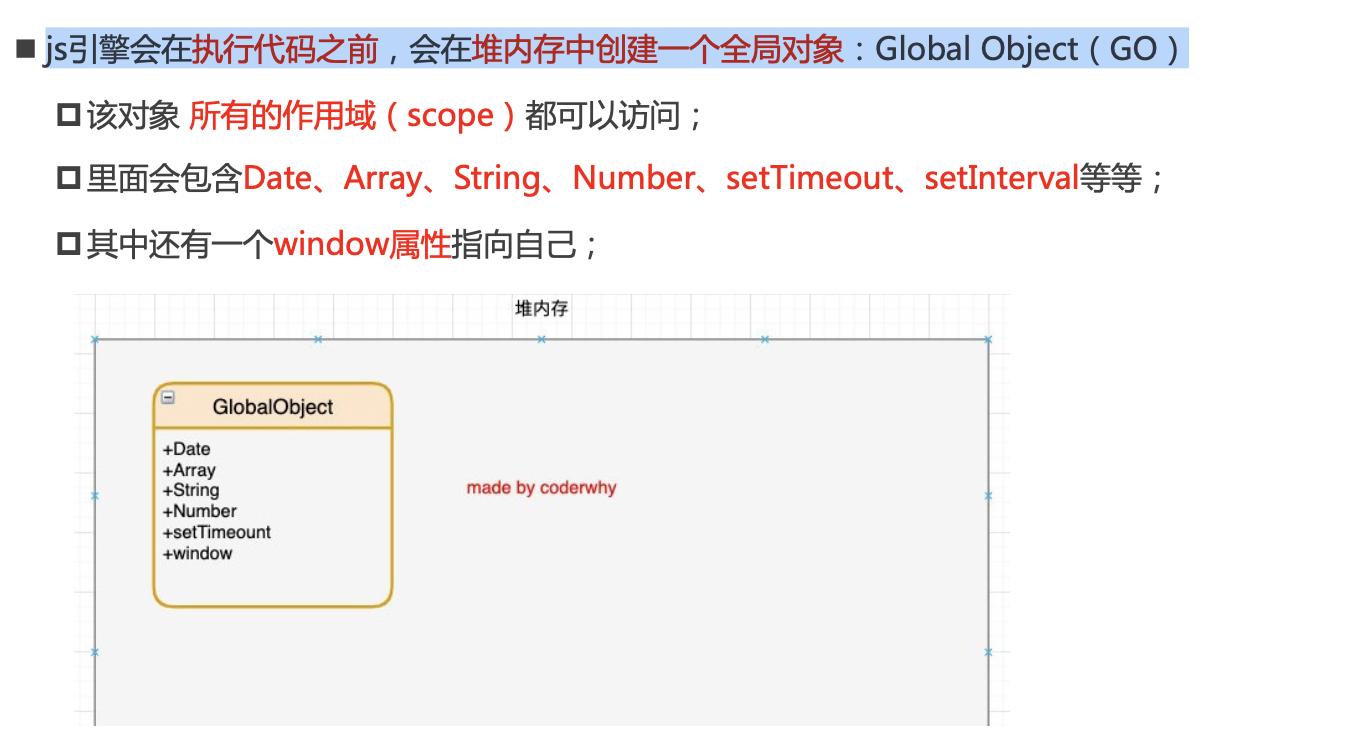 js引擎会在执行代码之前，会在堆内存中创建一个全局对象：Global Object（GO）
该对象 所有的作用域（scope）都可以访问；
里面会包含Date、Array、String、Number、setTimeout、setInterval等等；
其中还有一个window属性指向自己；
堆内存
GlobalObject
+Date
+Array
+String
+Number
+setTimeount
+window
made by coderwhy